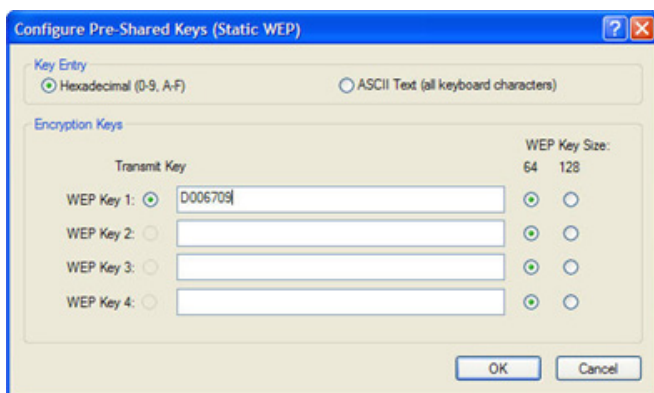 Configure Pre-Shared Keys (Static WEP)
Key Entry
Hexadecimal (0-9, A-F)
ASCII Text (all keyboard characters)
Encryption Keys
WEP Key Size:
Transmit Key
64 128
WEP Key 1: D006709
WEP Key 2:
WEP Key 3:
WEP Key 4:
OK
Cancel